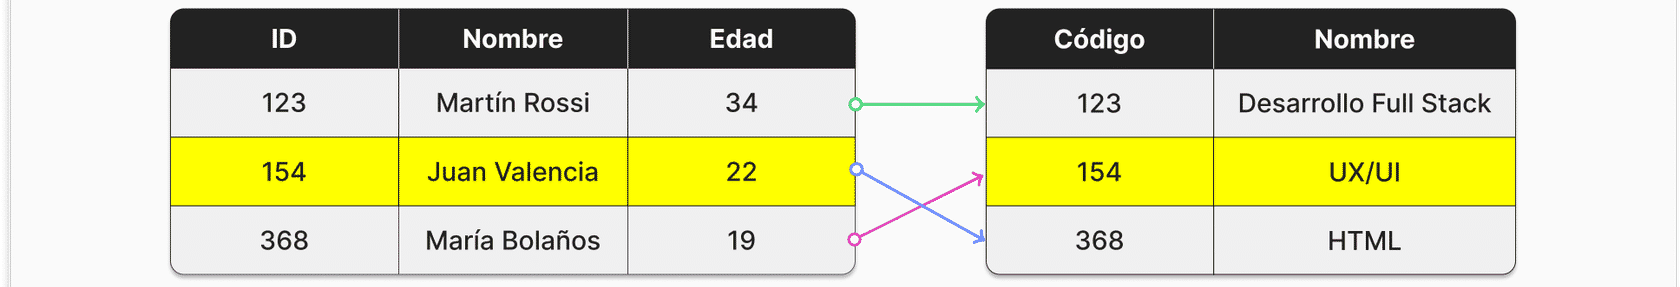 ID Nombre Edad
123 Martín Rossi 34
154 Juan Valencia 22
368 María Bolaños 19
Código Nombre
123 Desarrollo Full Stack
154 UX/UI
368 HTML